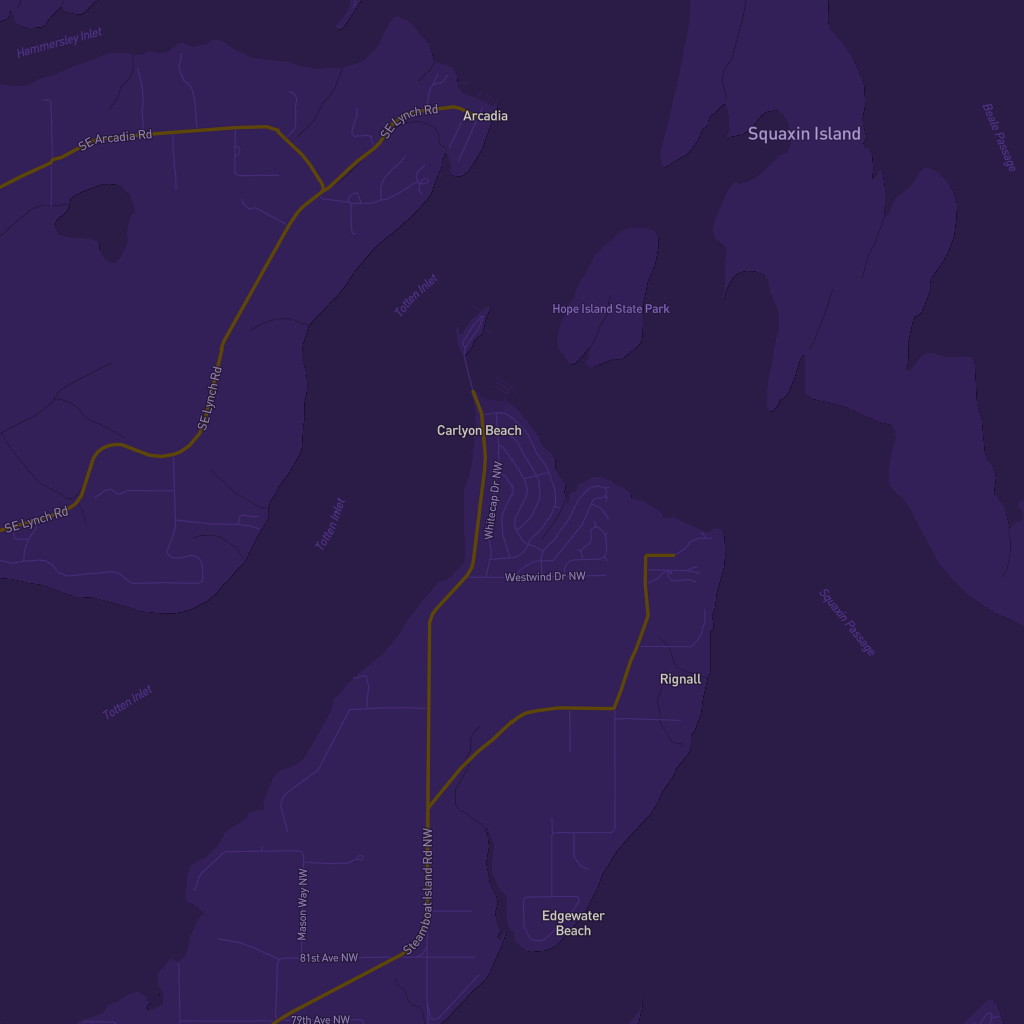 Hammersley Inlet
SE Arcadia Rd
SE Lynch Rd
Arcadia
Squaxin Island
Beale Passage
Totten Inlet
Hope Island State Park
SE Lynch Rd
Carlyon Beach
Whitecap Dr NW
SE Lynch Rd
Totten Inlet
Westwind Dr NW
Squaxin Passage
Rignall
Totten Inlet
Steamboat Island Rd NW
Mason Way NW
Edgewater
Beach
81st Ave NW
79th Ave NW